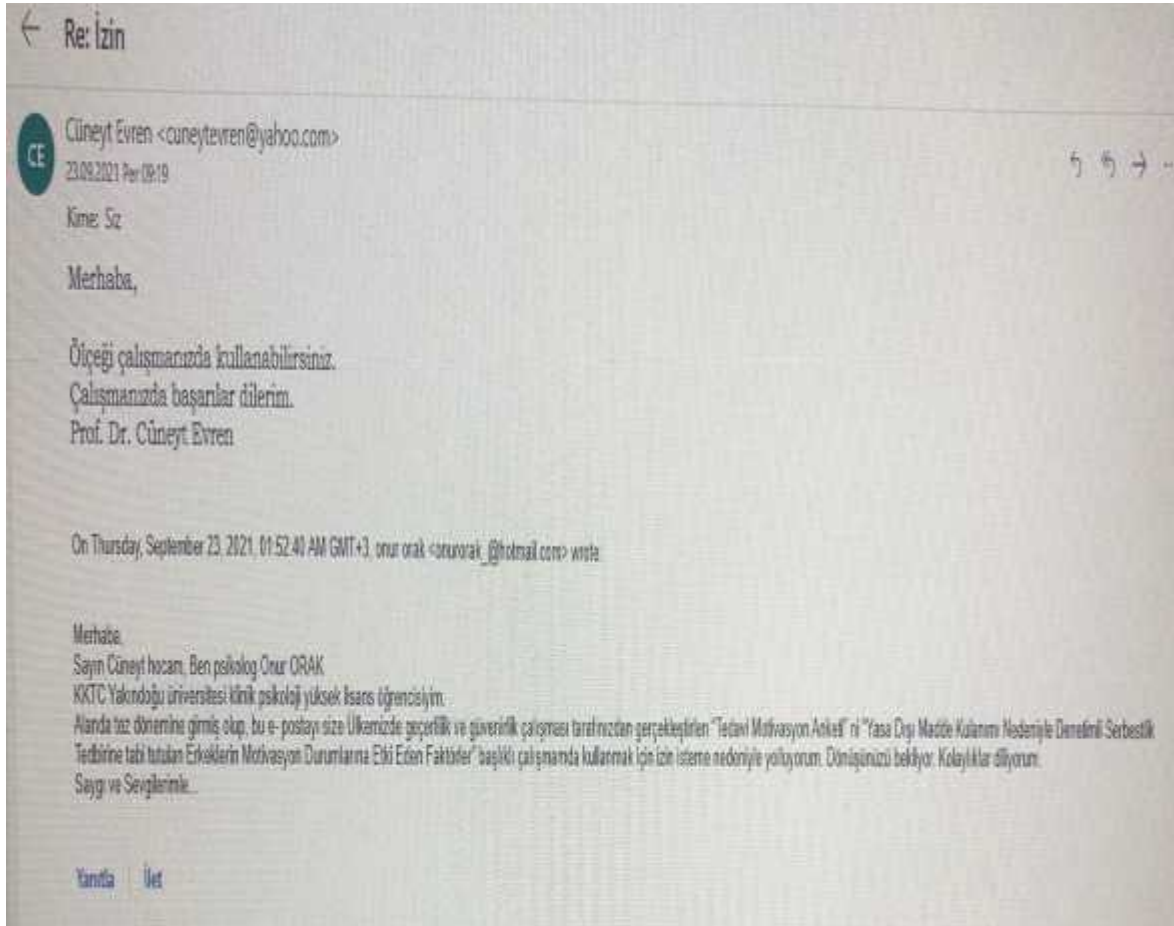 Re: İzin
CE
Cüneyt Evren <cuneytevren@yahoo.com>
23.09.2021 Per 09:19
Kime: Siz
Merhaba,
Ölçeği çalışmanızda kullanabilirsiniz.
Çalışmanızda başarılar dilerim.
Prof. Dr. Cüneyt Evren
On Thursday, September 23, 2021, 01:52:40 AM GMT+3, onur orak <onurorak_@hotmail.com> wrote:
Merhaba,
Sayın Cüneyt hocam, Ben psikolog Onur ORAK
KKTC Yakındoğu üniversitesi klinik psikoloji yüksek lisans öğrencisiyim.
Alanda tez dönemine girmiş olup, bu e- postayı size Ülkemizde geçerlilik ve güvenirlik çalışması tarafınızdan gerçekleştirilen "Tedavi Motivasyon Anketi" ni "Yasa Dışı Madde Kulanımı Nedeniyle Denetimli Serbestlik
Tedbirine tabi tutulan Erkeklerin Motivasyon Durumlarına Etki Eden Faktörler" başlıklı çalışmamda kullanmak için izin isteme nedeniyle yolluyorum. Dönüşünüzü bekliyor. Kolaylıklar diliyorum.
Saygı ve Sevgilerimle...
Yanıtla İlet